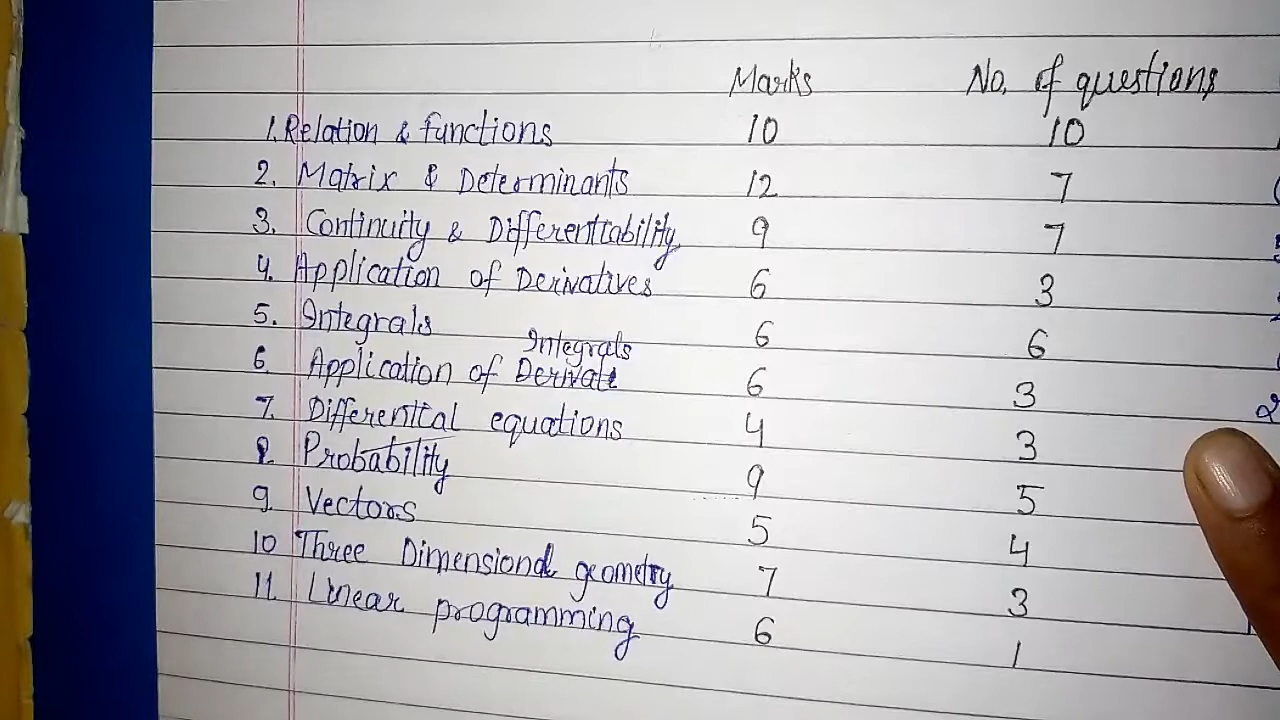 Marks No. of questions
1. Relation & functions 10 10
2. Matrix & Determinants 12 7
3. Continuity & Differentiability 9 7
4. Application of Derivatives 6 3
5. Integrals 6 6
Integrals
6. Application of Derivate 6 3
7. Differential equations 4 3
8. Probability 9 5
9. Vectors 5 4
10 Three Dimensional geometry 7 3
11. Linear programming 6 1